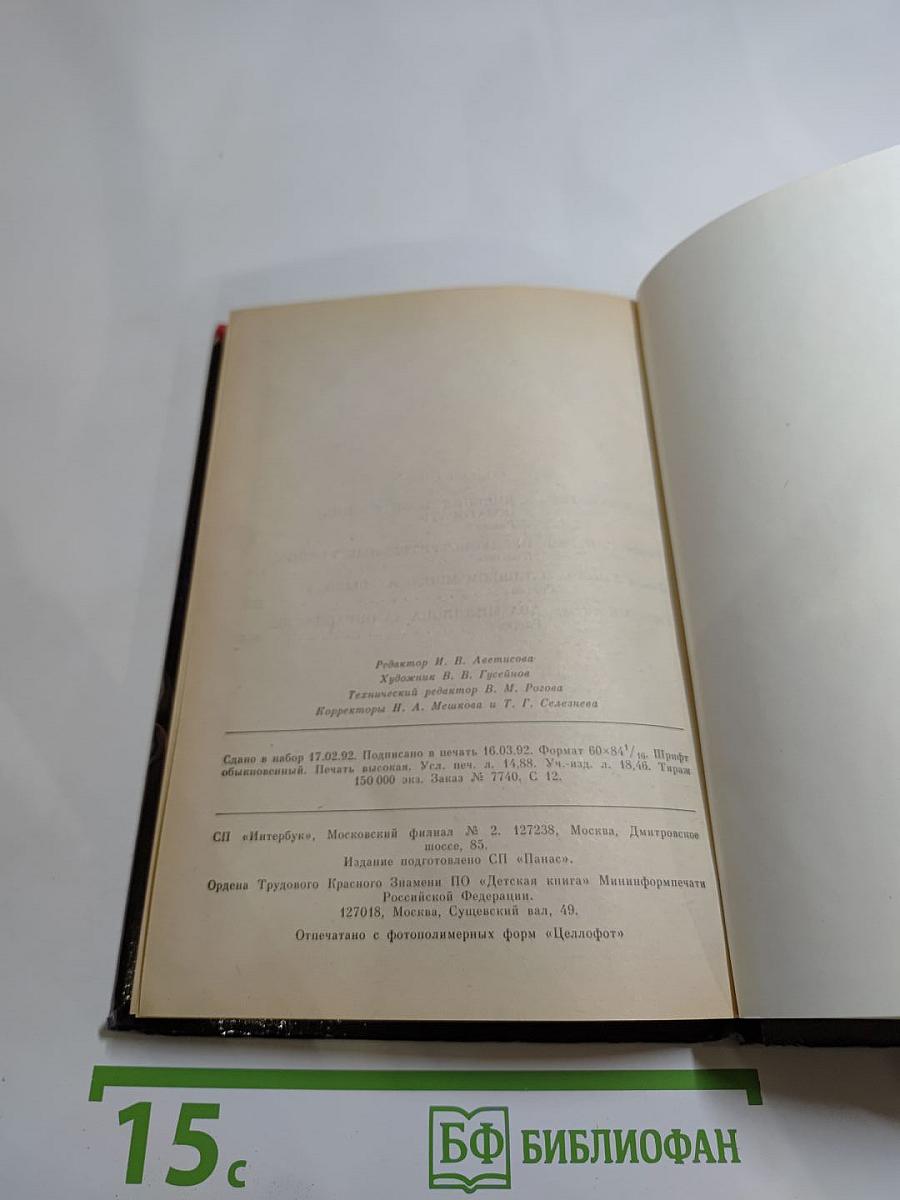 Редактор И. В. Аветисова
Художник В. В. Гусейнов
Технический редактор В. М. Рогова
Корректоры Н. А. Мешкова и Т. Г. Селезнева
Сдано в набор 17.02.92. Подписано в печать 16.03.92. Формат 60×84¹/₁₆. Шрифт
обыкновенный. Печать высокая. Усл. печ. л. 14,88. Уч.-изд. л. 18,46. Тираж
150 000 экз. Заказ № 7740, С 12.
СП «Интербук», Московский филиал № 2. 127238, Москва, Дмитровское
шоссе, 85.
Издание подготовлено СП «Панас».
Ордена Трудового Красного Знамени ПО «Детская книга» Мининформпечати
Российской Федерации.
127018, Москва, Сущевский вал, 49.
Отпечатано с фотополимерных форм «Целлофот»
15 с
БФ БИБЛИОФАН